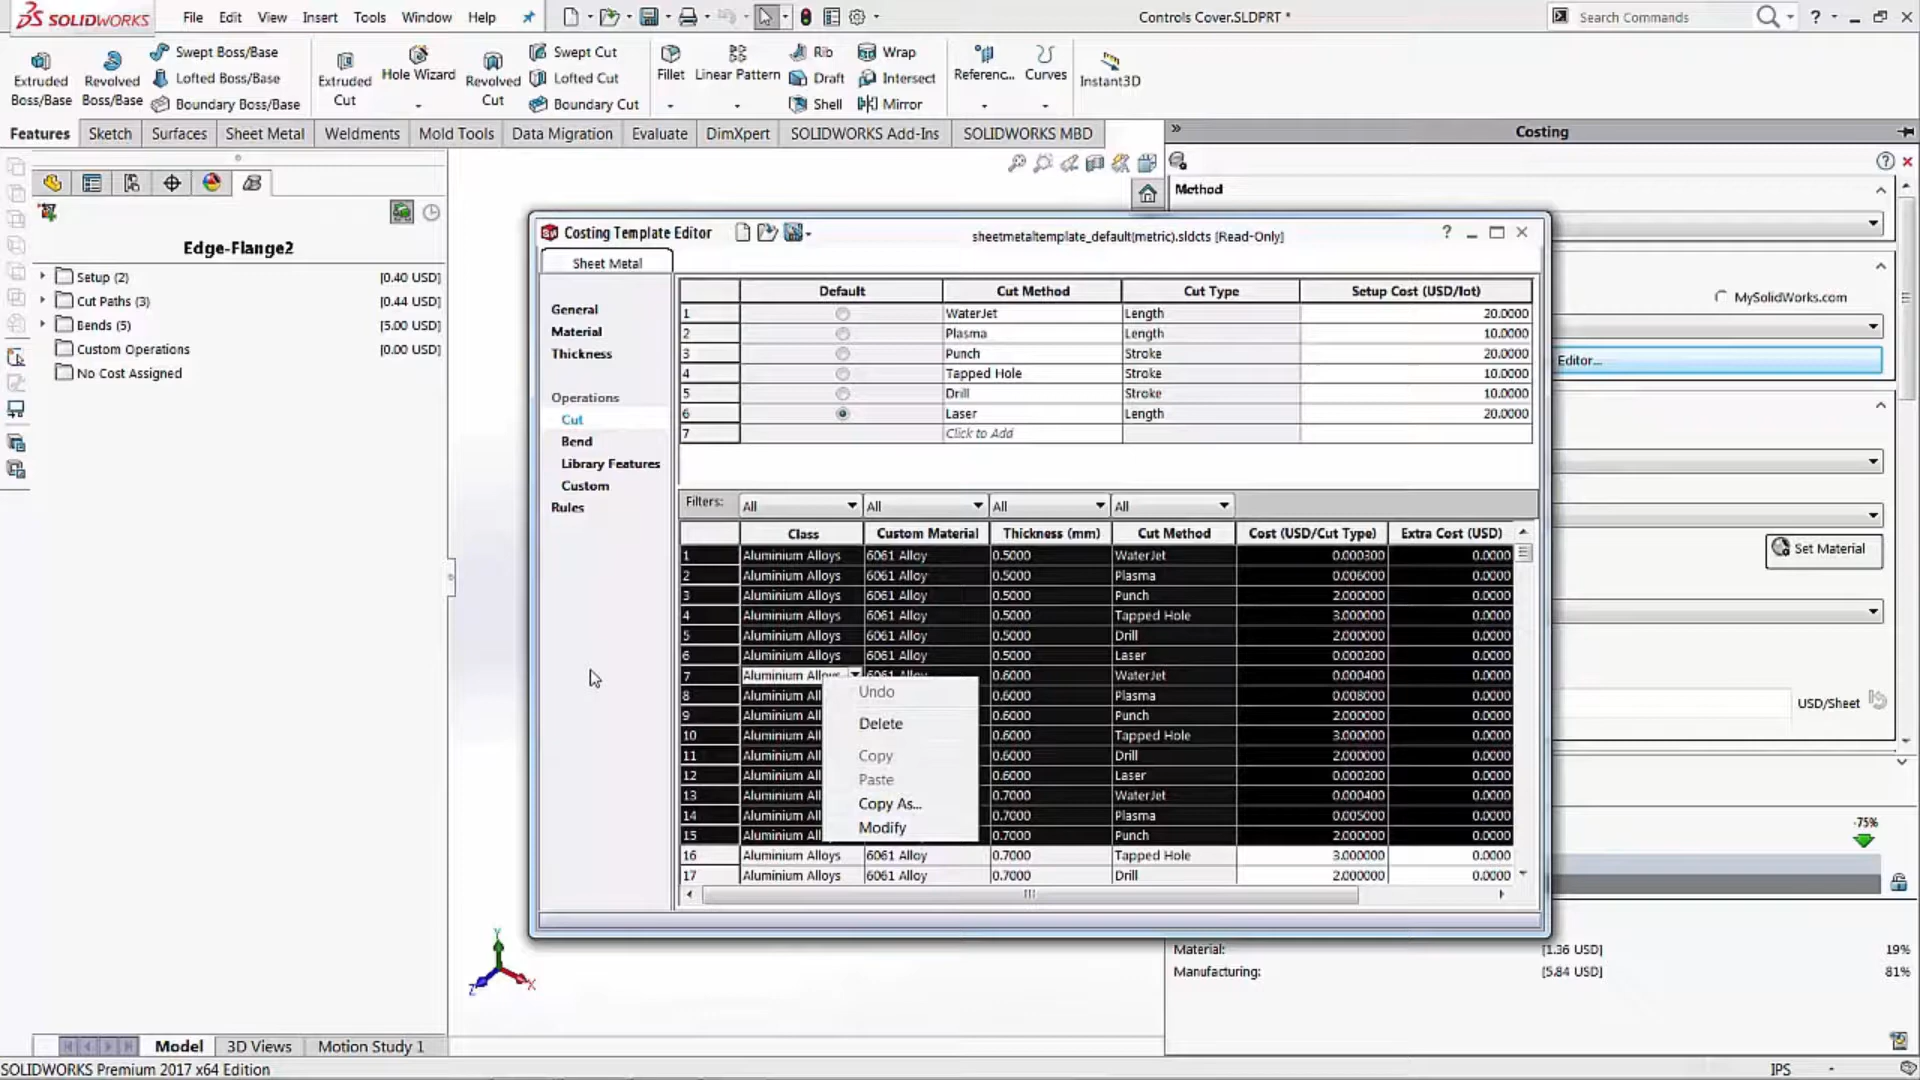 SOLIDWORKS File Edit View Insert Tools Window Help Controls Cover.SLDPRT * Search Commands ?
Extruded Boss/Base
Revolved Boss/Base
Swept Boss/Base
Lofted Boss/Base
Boundary Boss/Base
Extruded Cut
Hole Wizard
Revolved Cut
Swept Cut
Lofted Cut
Boundary Cut
Fillet
Linear Pattern
Rib
Draft
Shell
Wrap
Intersect
Mirror
Referenc...
Curves
Instant3D
Features Sketch Surfaces Sheet Metal Weldments Mold Tools Data Migration Evaluate DimXpert SOLIDWORKS Add-Ins SOLIDWORKS MBD
Edge-Flange2
Setup (2) [0.40 USD]
Cut Paths (3) [0.44 USD]
Bends (5) [5.00 USD]
Custom Operations [0.00 USD]
No Cost Assigned
Costing Template Editor sheetmetaltemplate_default(metric).sldcts [Read-Only] ?
Sheet Metal
General
Material
Thickness
Operations
Cut
Bend
Library Features
Custom
Rules
Default Cut Method Cut Type Setup Cost (USD/lot)
1 WaterJet Length 20.0000
2 Plasma Length 10.0000
3 Punch Stroke 20.0000
4 Tapped Hole Stroke 10.0000
5 Drill Stroke 10.0000
6 Laser Length 20.0000
7 Click to Add
Filters: All All All All
Class Custom Material Thickness (mm) Cut Method Cost (USD/Cut Type) Extra Cost (USD)
1 Aluminium Alloys 6061 Alloy 0.5000 WaterJet 0.000300 0.0000
2 Aluminium Alloys 6061 Alloy 0.5000 Plasma 0.006000 0.0000
3 Aluminium Alloys 6061 Alloy 0.5000 Punch 2.000000 0.0000
4 Aluminium Alloys 6061 Alloy 0.5000 Tapped Hole 3.000000 0.0000
5 Aluminium Alloys 6061 Alloy 0.5000 Drill 2.000000 0.0000
6 Aluminium Alloys 6061 Alloy 0.5000 Laser 0.000200 0.0000
7 Aluminium Alloys 6061 Alloy 0.6000 WaterJet 0.000400 0.0000
8 Aluminium All 0.6000 Plasma 0.008000 0.0000
9 Aluminium All 0.6000 Punch 2.000000 0.0000
10 Aluminium All 0.6000 Tapped Hole 3.000000 0.0000
11 Aluminium All 0.6000 Drill 2.000000 0.0000
12 Aluminium All 0.6000 Laser 0.000200 0.0000
13 Aluminium All 0.7000 WaterJet 0.000400 0.0000
14 Aluminium All 0.7000 Plasma 0.005000 0.0000
15 Aluminium All 0.7000 Punch 2.000000 0.0000
16 Aluminium Alloys 6061 Alloy 0.7000 Tapped Hole 3.000000 0.0000
17 Aluminium Alloys 6061 Alloy 0.7000 Drill 2.000000 0.0000
Undo
Delete
Copy
Paste
Copy As...
Modify
Costing
Method
MySolidWorks.com
Editor...
Set Material
USD/Sheet
-75%
Material: [1.36 USD] 19%
Manufacturing: [5.84 USD] 81%
Y
Z X
Model 3D Views Motion Study 1
SOLIDWORKS Premium 2017 x64 Edition IPS